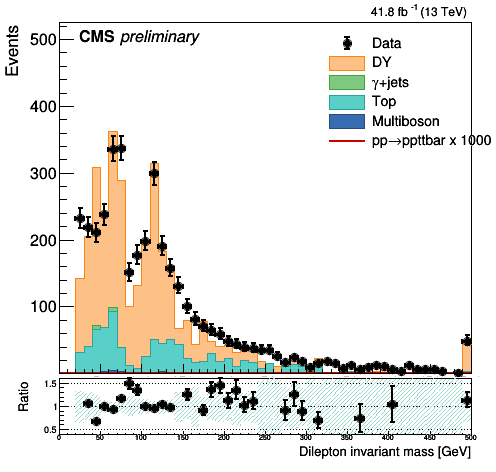 41.8 fb⁻¹ (13 TeV)
CMS preliminary
Events
500
400
300
200
100
Data
DY
γ+jets
Top
Multiboson
pp→ppttbar x 1000
Ratio
1.5
1
0.5
0 50 100 150 200 250 300 350 400 450 500
Dilepton invariant mass [GeV]